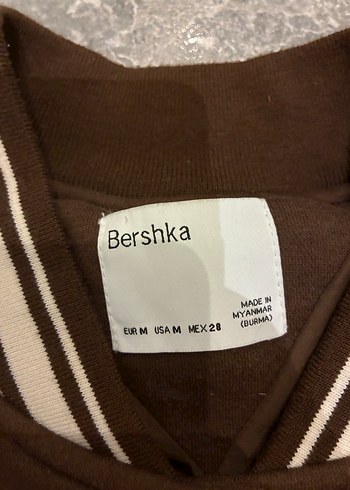 Bershka
MADE IN
MYANMAR
(BURMA)
EUR M USA M MEX 28